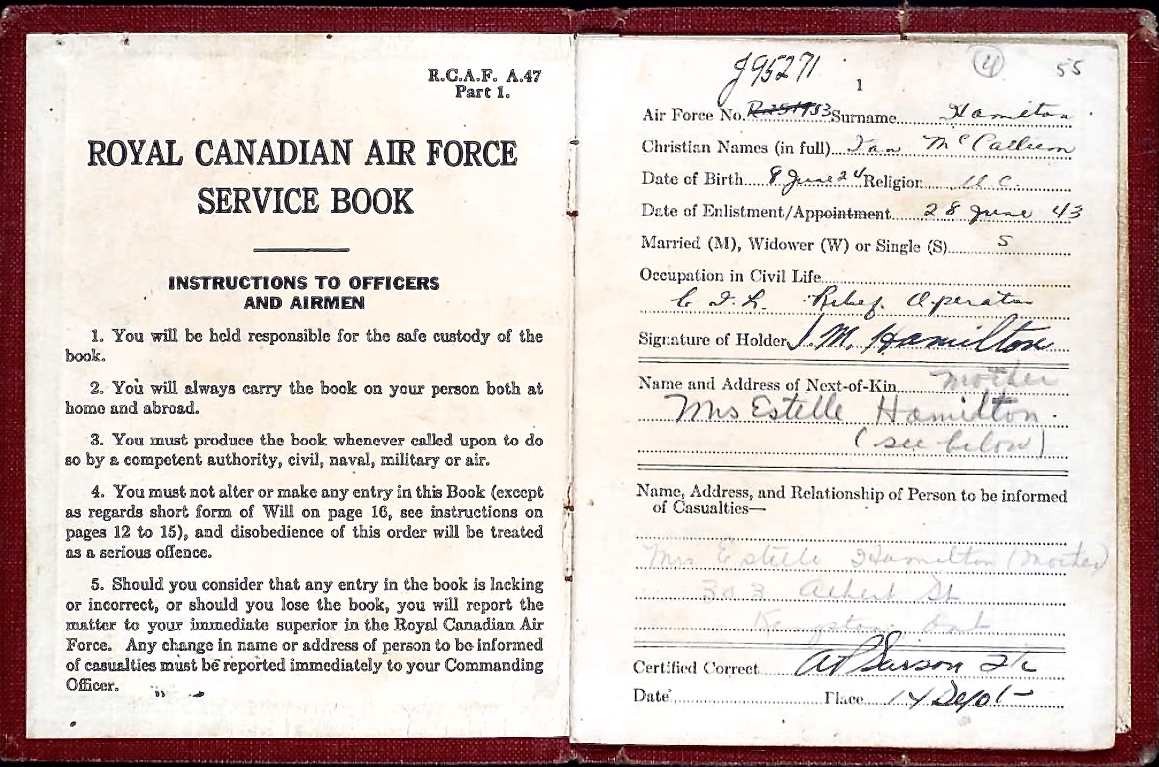 R.C.A.F. A.47
Part 1.
ROYAL CANADIAN AIR FORCE
SERVICE BOOK
INSTRUCTIONS TO OFFICERS
AND AIRMEN
1. You will be held responsible for the safe custody of the
book.
2. You will always carry the book on your person both at
home and abroad.
3. You must produce the book whenever called upon to do
so by a competent authority, civil, naval, military or air.
4. You must not alter or make any entry in this Book (except
as regards short form of Will on page 16, see instructions on
pages 12 to 15), and disobedience of this order will be treated
as a serious offence.
5. Should you consider that any entry in the book is lacking
or incorrect, or should you lose the book, you will report the
matter to your immediate superior in the Royal Canadian Air
Force. Any change in name or address of person to be informed
of casualties must be reported immediately to your Commanding
Officer.
J95271 4 55
1
Air Force No. Surname Hamilton
Christian Names (in full) Ian McCallum
Date of Birth 8 June 24 Religion U C.
Date of Enlistment/Appointment 28 June 43
Married (M), Widower (W) or Single (S) S
Occupation in Civil Life
C.I.L. Operator
Signature of Holder I.M. Hamilton
Name and Address of Next-of-Kin Mother
Mrs Estelle Hamilton
(see below)
Name, Address, and Relationship of Person to be informed
of Casualties—
Mrs Estelle Hamilton (Mother)
303 Albert St
Kingston Ont
Certified Correct
Date Place 14 Depot